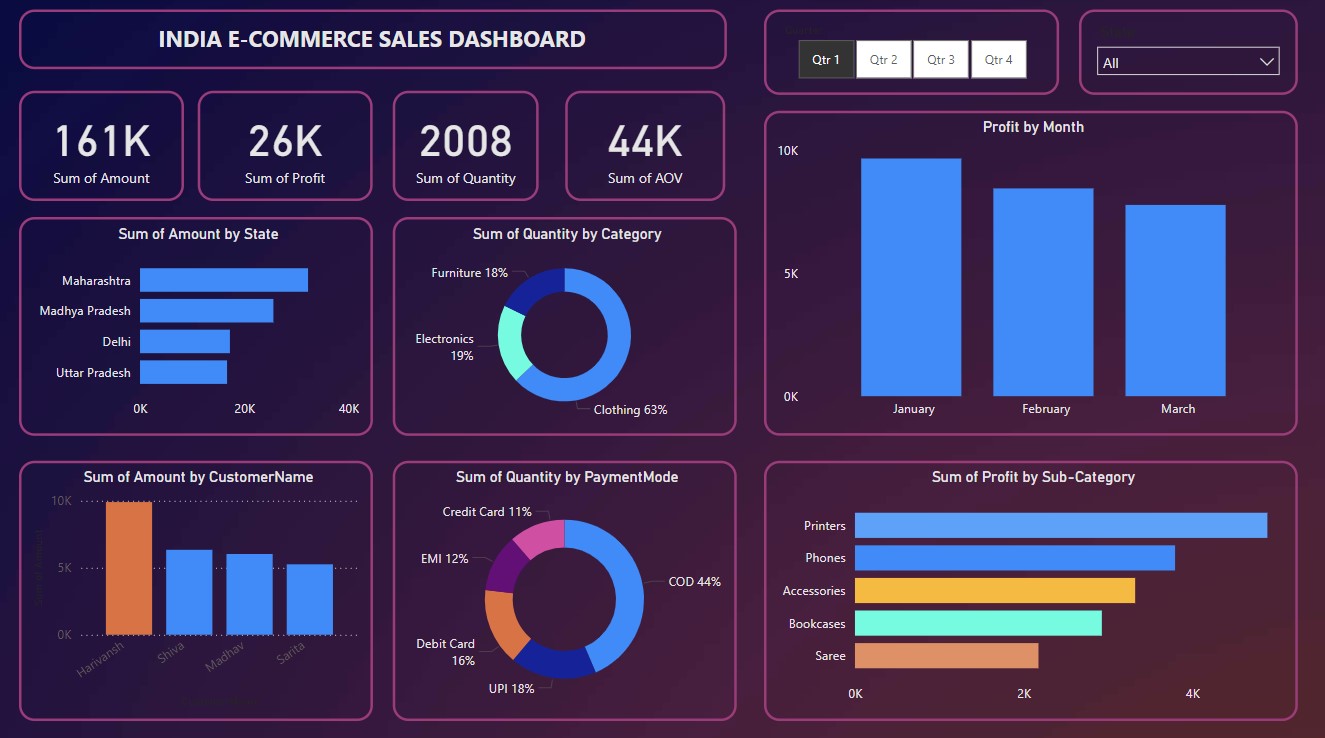 INDIA E-COMMERCE SALES DASHBOARD
Qtr 1
Qtr 2
Qtr 3
Qtr 4
All
161K
Sum of Amount
26K
Sum of Profit
2008
Sum of Quantity
44K
Sum of AOV
Profit by Month
10K
5K
0K
January
February
March
Sum of Amount by State
Maharashtra
Madhya Pradesh
Delhi
Uttar Pradesh
0K
20K
40K
Sum of Quantity by Category
Furniture 18%
Electronics
19%
Clothing 63%
Sum of Amount by CustomerName
10K
5K
0K
Harivansh
Shiva
Madhav
Sarita
Sum of Quantity by PaymentMode
Credit Card 11%
EMI 12%
COD 44%
Debit Card
16%
UPI 18%
Sum of Profit by Sub-Category
Printers
Phones
Accessories
Bookcases
Saree
0K
2K
4K